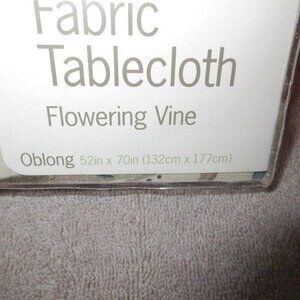 Fabric
Tablecloth
Flowering Vine
Oblong 52in x 70in (132cm x 177cm)